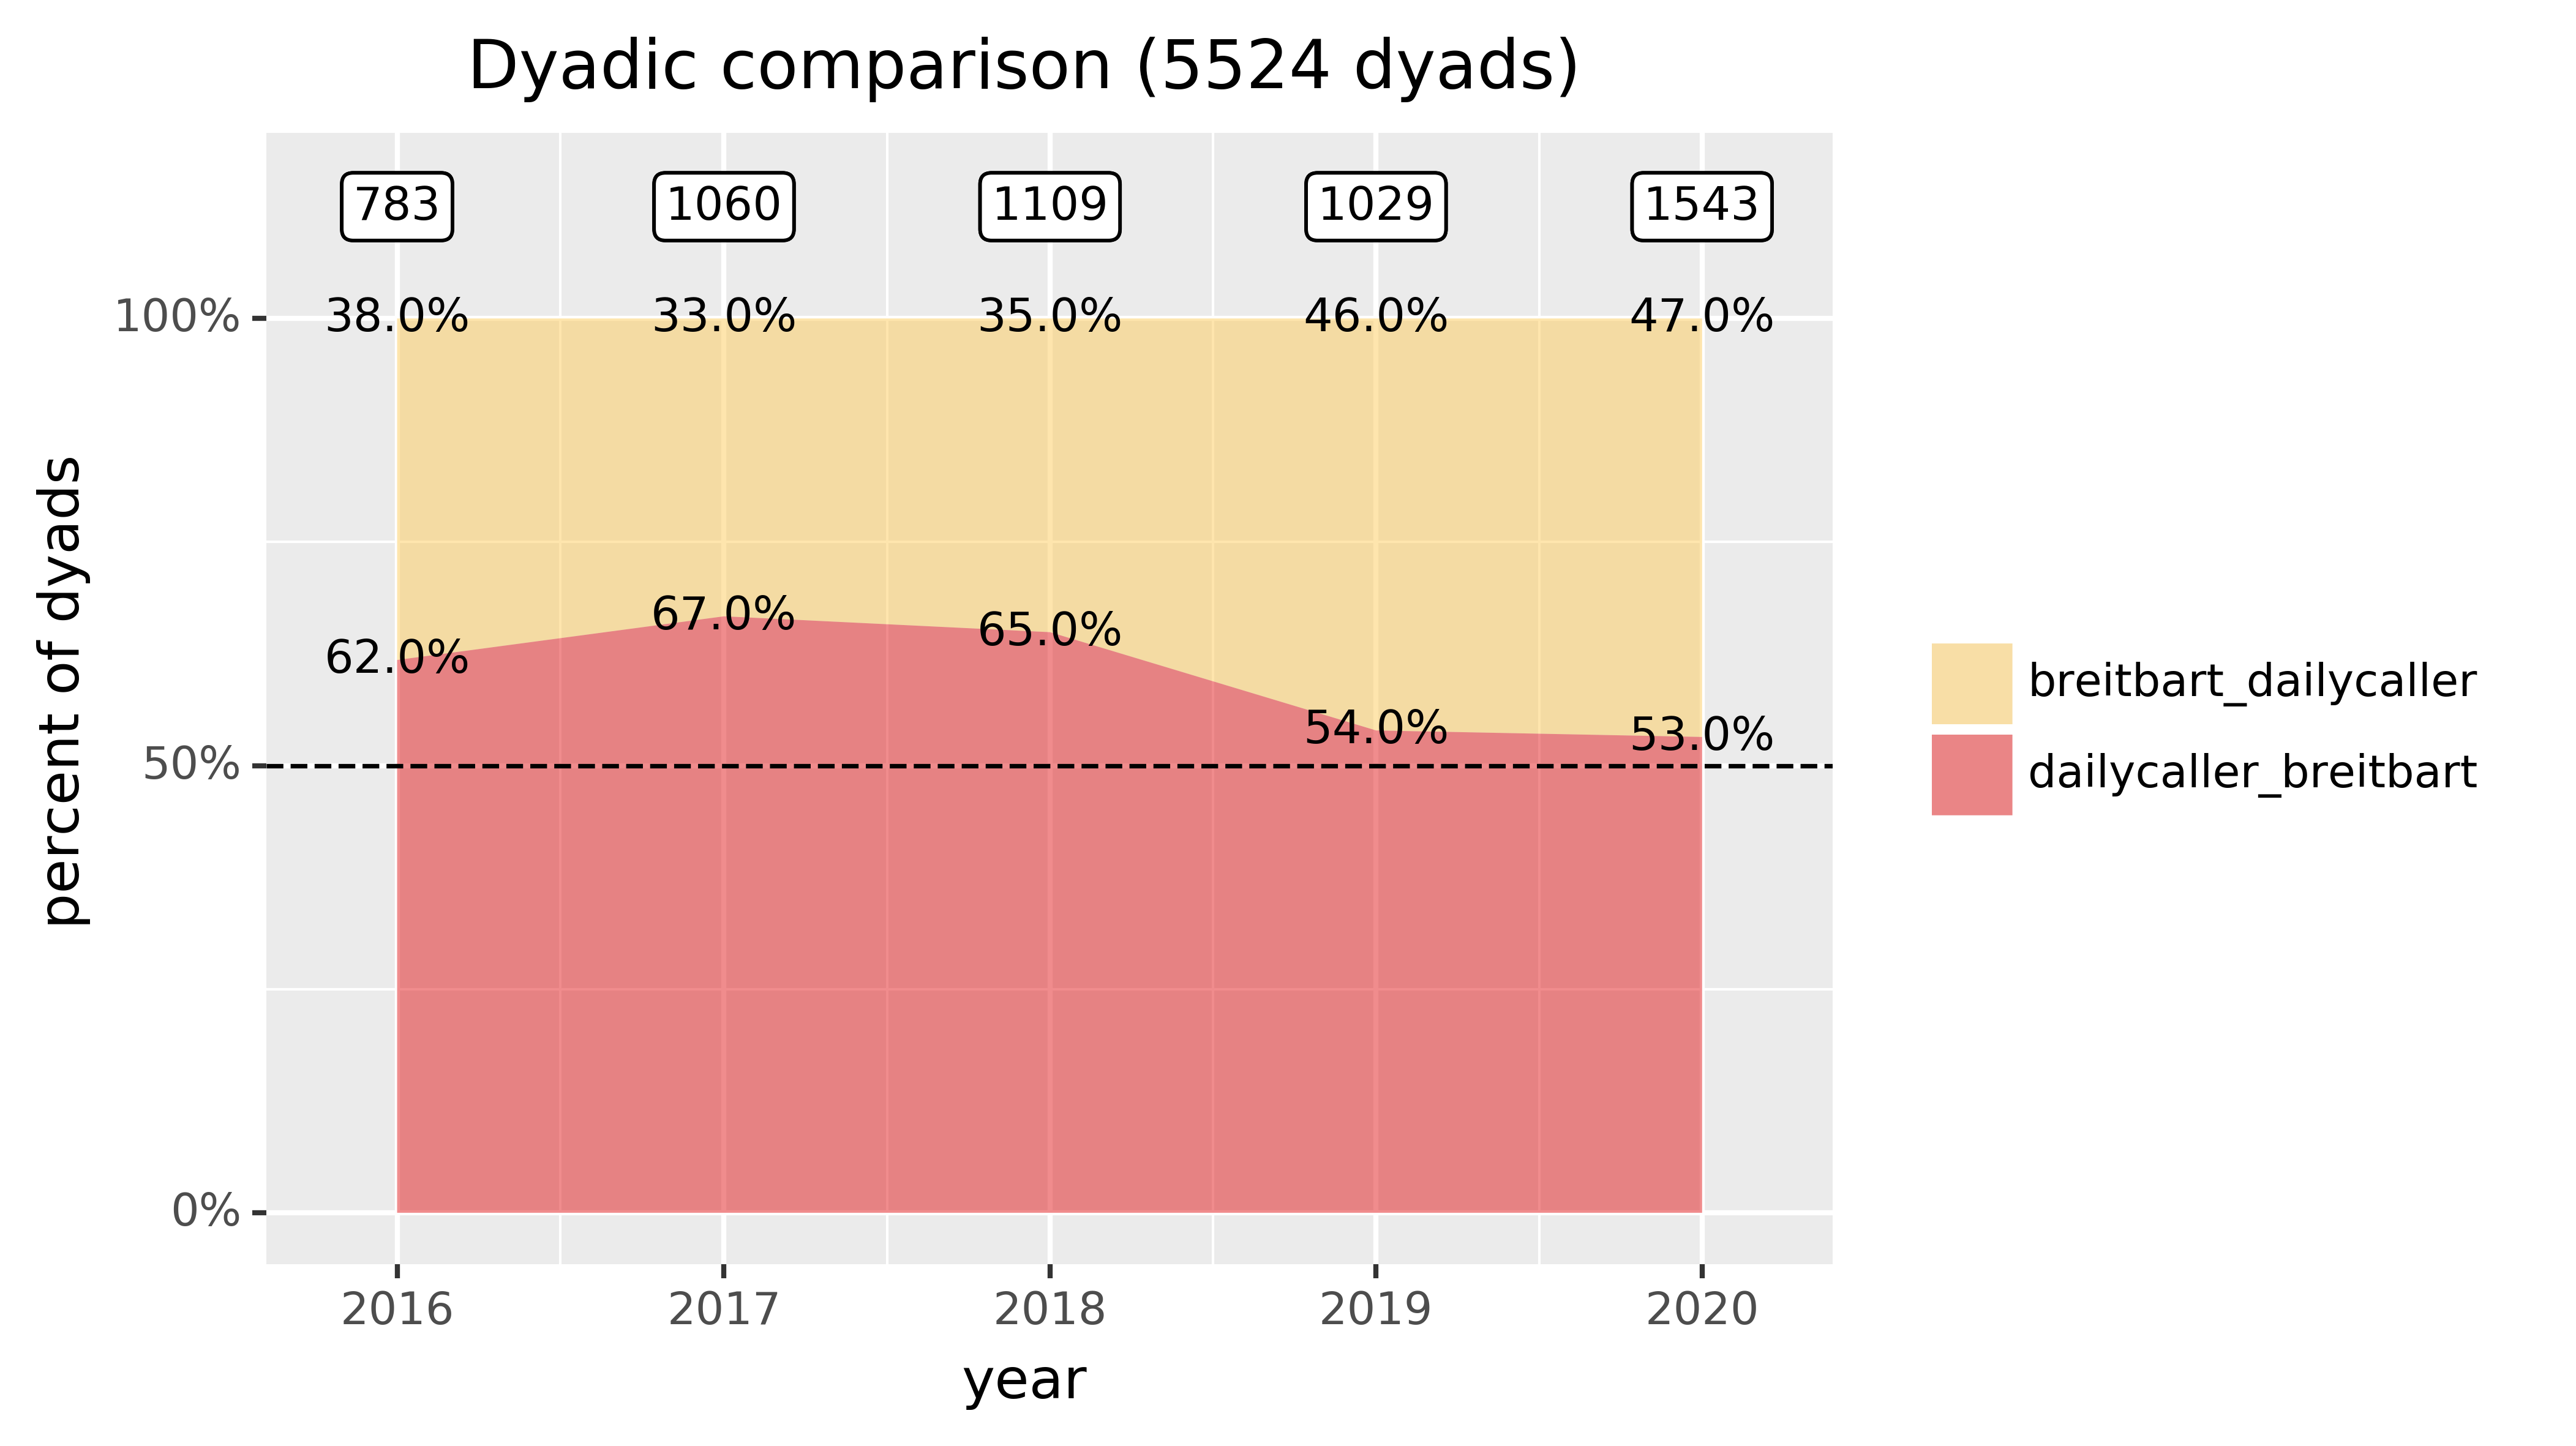 Dyadic comparison (5524 dyads)
783 1060 1109 1029 1543
100% 38.0% 33.0% 35.0% 46.0% 47.0%
62.0% 67.0% 65.0% 54.0% 53.0%
50%
0%
percent of dyads
2016 2017 2018 2019 2020
year
breitbart_dailycaller
dailycaller_breitbart